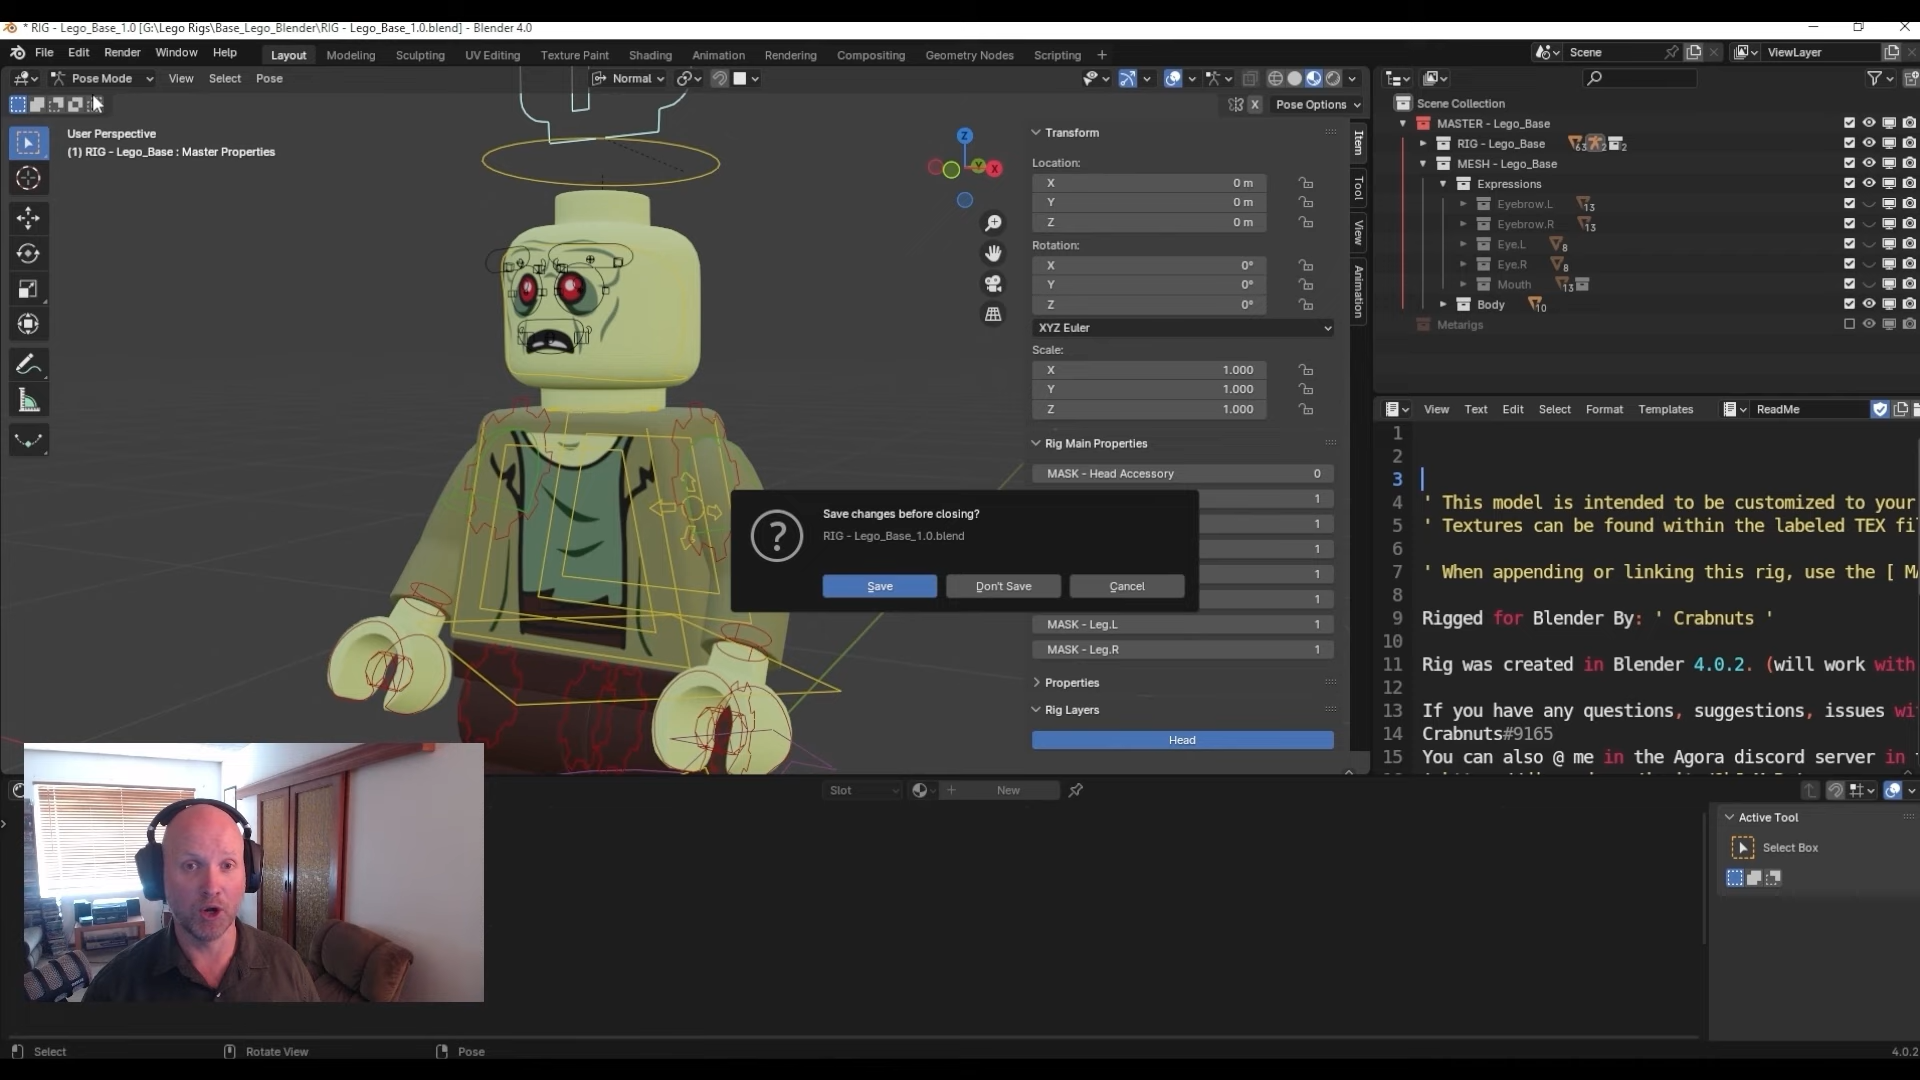 * RIG - Lego_Base_1.0 [G:\Lego Rigs\Base_Lego_Blender\RIG - Lego_Base_1.0.blend] - Blender 4.0
File Edit Render Window Help
Layout Modeling Sculpting UV Editing Texture Paint Shading Animation Rendering Compositing Geometry Nodes Scripting +
Scene
ViewLayer
Pose Mode View Select Pose
Normal
X Pose Options
User Perspective
(1) RIG - Lego_Base : Master Properties
Z
Y
X
Transform
Location:
X 0 m
Y 0 m
Z 0 m
Rotation:
X 0°
Y 0°
Z 0°
XYZ Euler
Scale:
X 1.000
Y 1.000
Z 1.000
Rig Main Properties
MASK - Head Accessory 0
1
1
1
1
1
MASK - Leg.L 1
MASK - Leg.R 1
Properties
Rig Layers
Head
Item
Tool
View
Animation
Save changes before closing?
RIG - Lego_Base_1.0.blend
Save
Don't Save
Cancel
Scene Collection
MASTER - Lego_Base
RIG - Lego_Base 63 2 2
MESH - Lego_Base
Expressions
Eyebrow.L 13
Eyebrow.R 13
Eye.L 8
Eye.R 8
Mouth 13
Body 10
Metarigs
View Text Edit Select Format Templates ReadMe
1
2
3
4 ' This model is intended to be customized to your
5 ' Textures can be found within the labeled TEX fi
6
7 ' When appending or linking this rig, use the [ MA
8
9 Rigged for Blender By: ' Crabnuts '
10
11 Rig was created in Blender 4.0.2. (will work with
12
13 If you have any questions, suggestions, issues wi
14 Crabnuts#9165
15 You can also @ me in the Agora discord server in
Slot
New
Active Tool
Select Box
Select
Rotate View
Pose
4.0.2